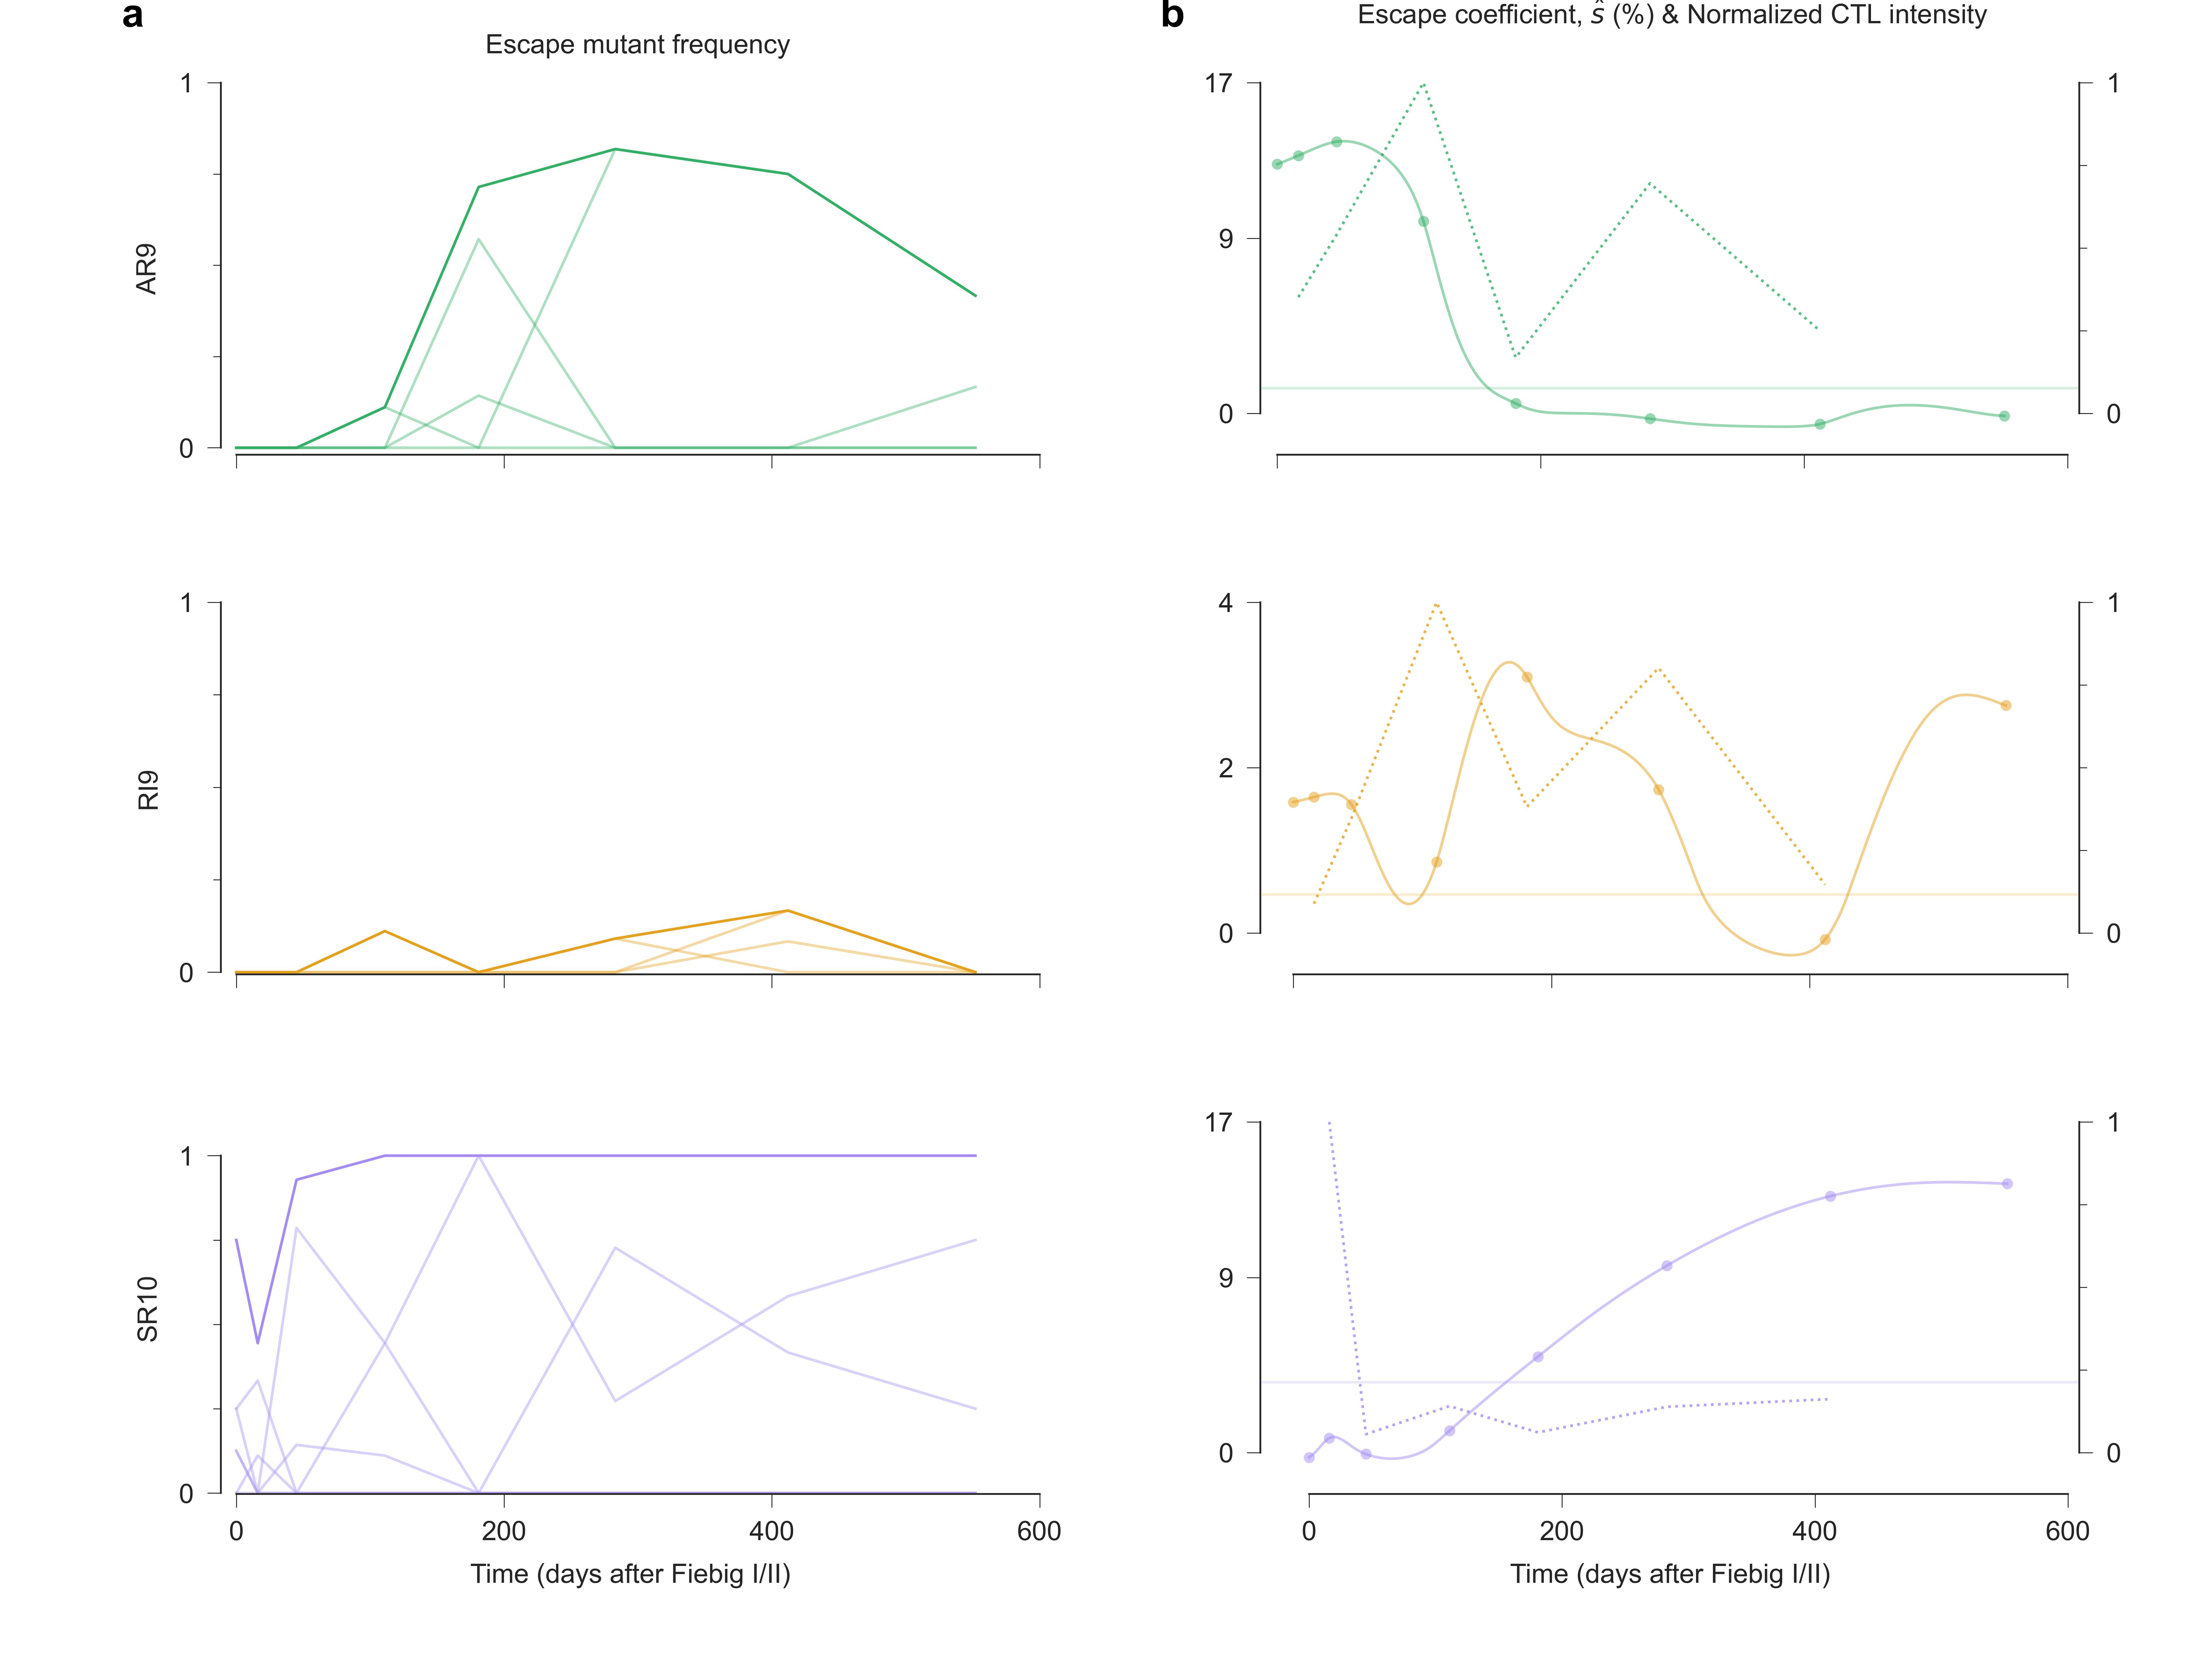 a
Escape mutant frequency
1
0
AR9
1
0
RI9
1
0
SR10
0 200 400 600
Time (days after Fiebig I/II)
b
Escape coefficient, ŝ (%) & Normalized CTL intensity
17
9
0
1
0
4
2
0
1
0
17
9
0
1
0
0 200 400 600
Time (days after Fiebig I/II)